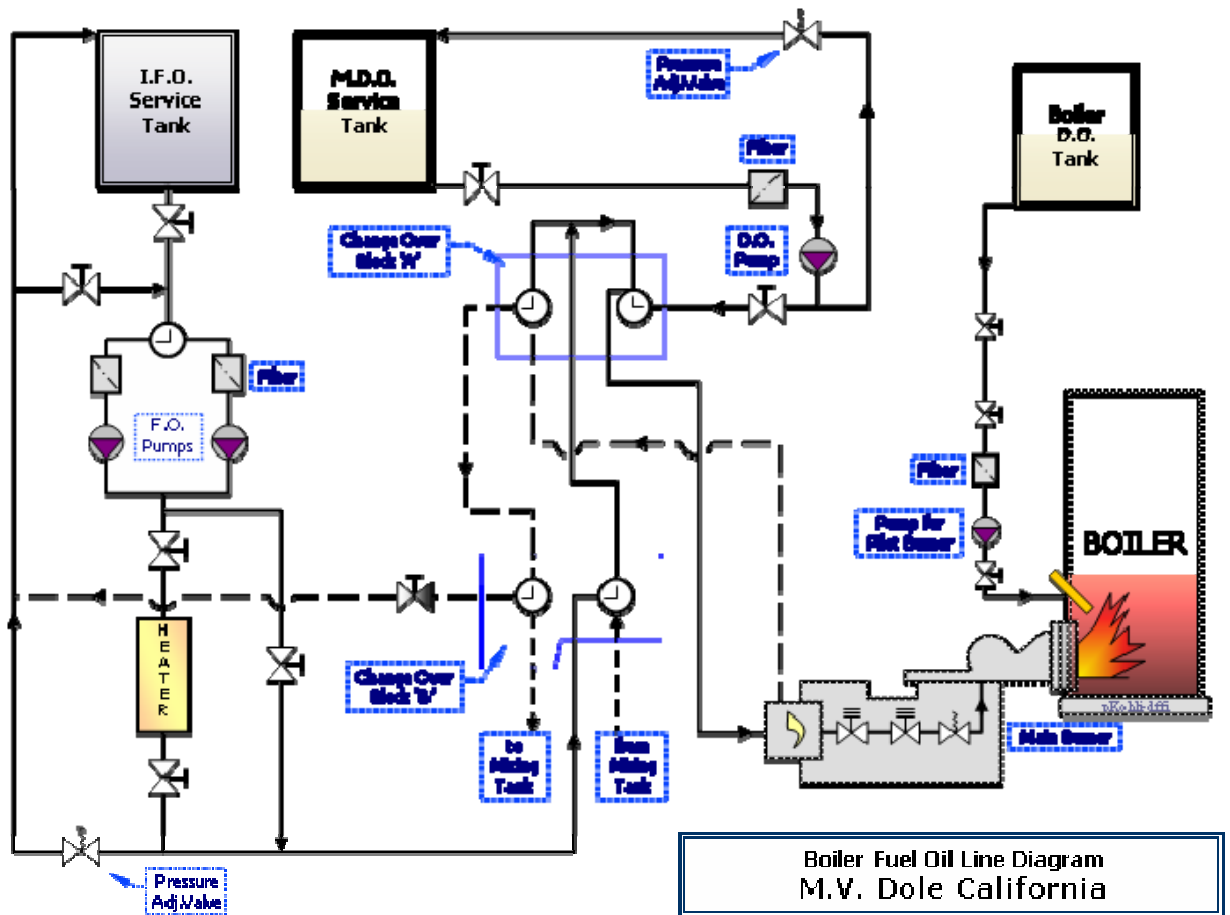 I.F.O.
Service
Tank
M.D.O.
Service
Tank
Pressure
Adj.Valve
Boiler
D.O.
Tank
Filter
Change Over
Block 'A'
D.O.
Pump
Filter
F.O.
Pumps
Filter
Pump for
Pilot Burner
BOILER
H
E
A
T
E
R
Change Over
Block 'B'
to
Mixing
Tank
from
Mixing
Tank
Main Burner
Pressure
Adj.Valve
Boiler Fuel Oil Line Diagram
M.V. Dole California